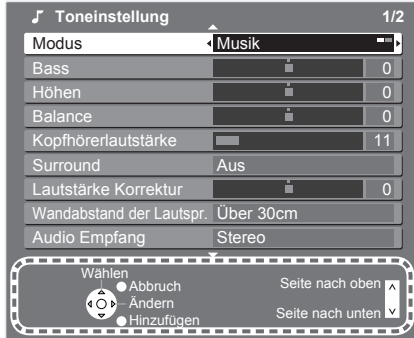 Toneinstellung 1/2
Modus Musik
Bass 0
Höhen 0
Balance 0
Kopfhörerlautstärke 11
Surround Aus
Lautstärke Korrektur 0
Wandabstand der Lautspr. Über 30cm
Audio Empfang Stereo
Wählen
Abbruch
Ändern
Hinzufügen
Seite nach oben
Seite nach unten